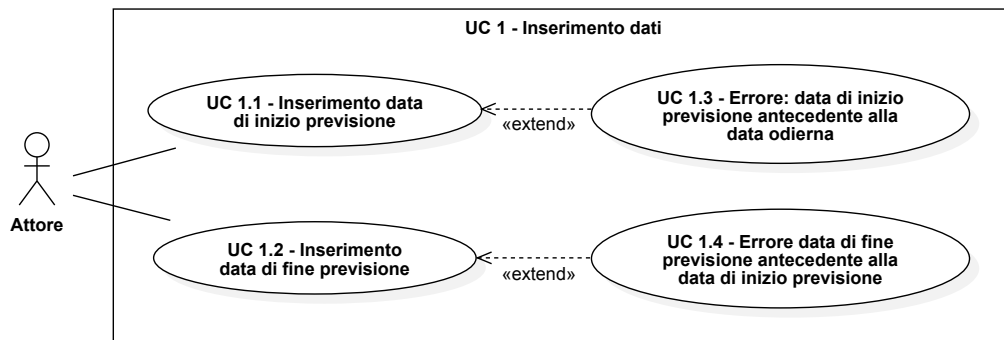 UC 1 - Inserimento dati
UC 1.1 - Inserimento data
di inizio previsione
«extend»
UC 1.3 - Errore: data di inizio
previsione antecedente alla
data odierna
Attore
UC 1.2 - Inserimento
data di fine previsione
«extend»
UC 1.4 - Errore data di fine
previsione antecedente alla
data di inizio previsione